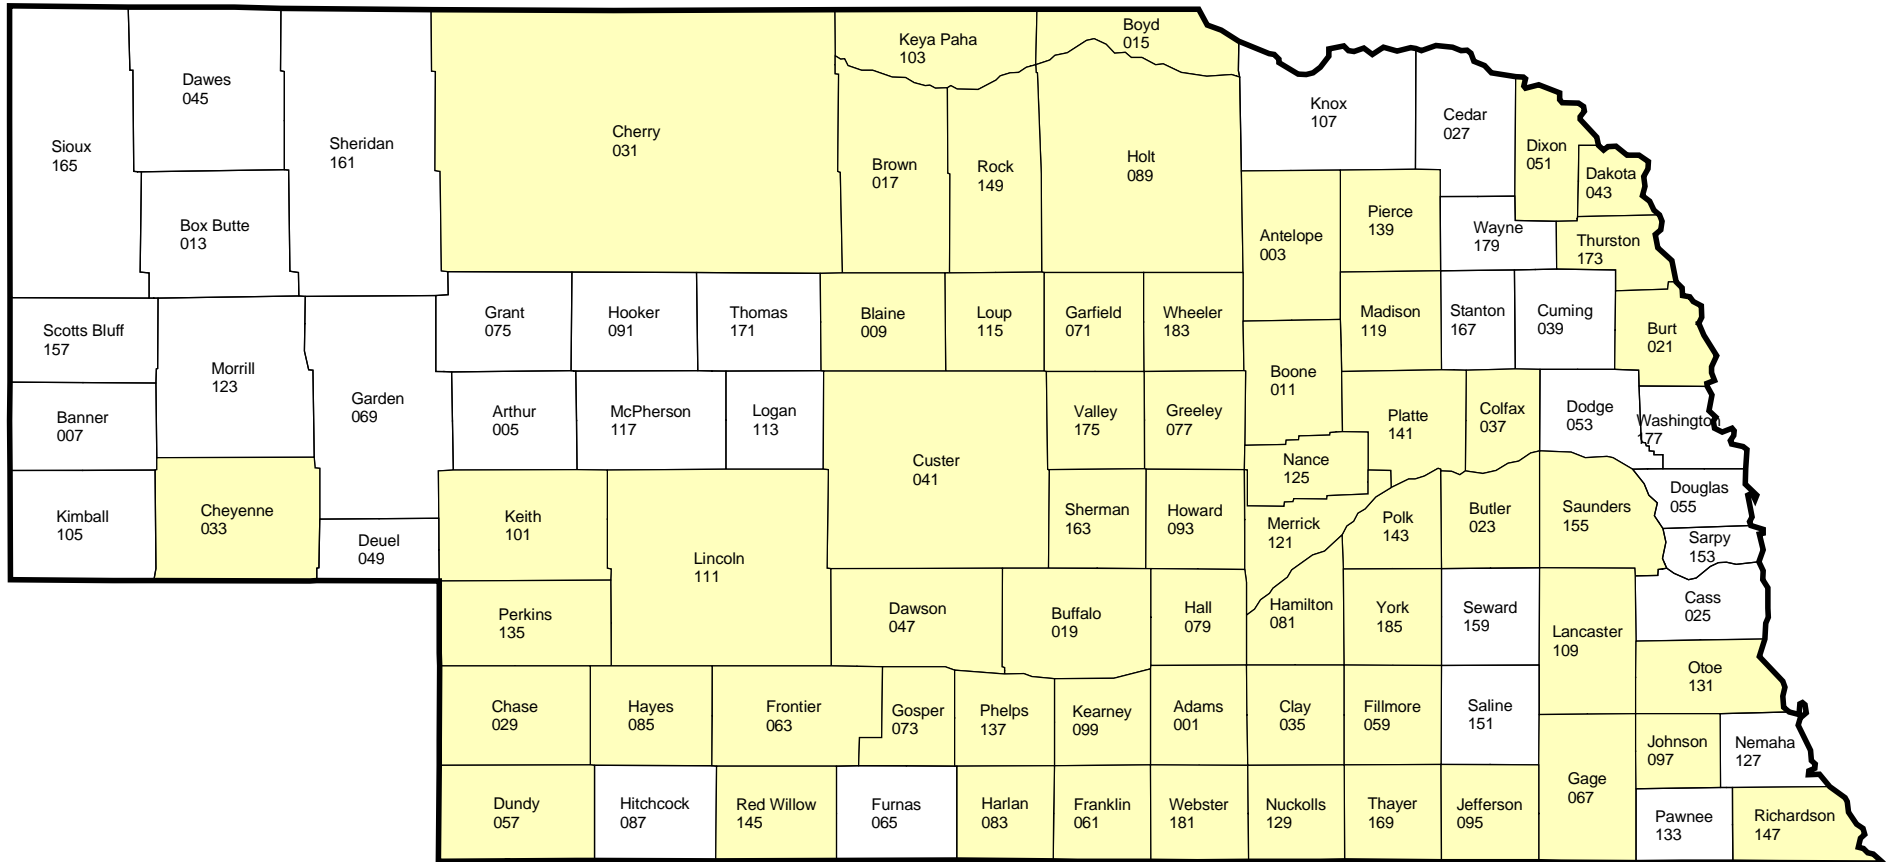 Boyd
015
Keya Paha
103
Dawes
045
Knox
107
Cedar
027
Cherry
031
Sioux
165
Sheridan
161
Dixon
051
Holt
089
Brown
017
Rock
149
Dakota
043
Pierce
139
Box Butte
013
Wayne
179
Antelope
003
Thurston
173
Grant
075
Hooker
091
Thomas
171
Blaine
009
Loup
115
Garfield
071
Wheeler
183
Madison
119
Stanton
167
Cuming
039
Scotts Bluff
157
Burt
021
Morrill
123
Boone
011
Garden
069
Arthur
005
McPherson
117
Logan
113
Valley
175
Greeley
077
Platte
141
Colfax
037
Dodge
053
Banner
007
Washington
177
Custer
041
Nance
125
Douglas
055
Kimball
105
Cheyenne
033
Keith
101
Sherman
163
Howard
093
Merrick
121
Polk
143
Butler
023
Saunders
155
Deuel
049
Sarpy
153
Lincoln
111
Cass
025
Perkins
135
Dawson
047
Buffalo
019
Hall
079
Hamilton
081
York
185
Seward
159
Lancaster
109
Otoe
131
Chase
029
Hayes
085
Frontier
063
Gosper
073
Phelps
137
Kearney
099
Adams
001
Clay
035
Fillmore
059
Saline
151
Johnson
097
Nemaha
127
Gage
067
Dundy
057
Hitchcock
087
Red Willow
145
Furnas
065
Harlan
083
Franklin
061
Webster
181
Nuckolls
129
Thayer
169
Jefferson
095
Pawnee
133
Richardson
147